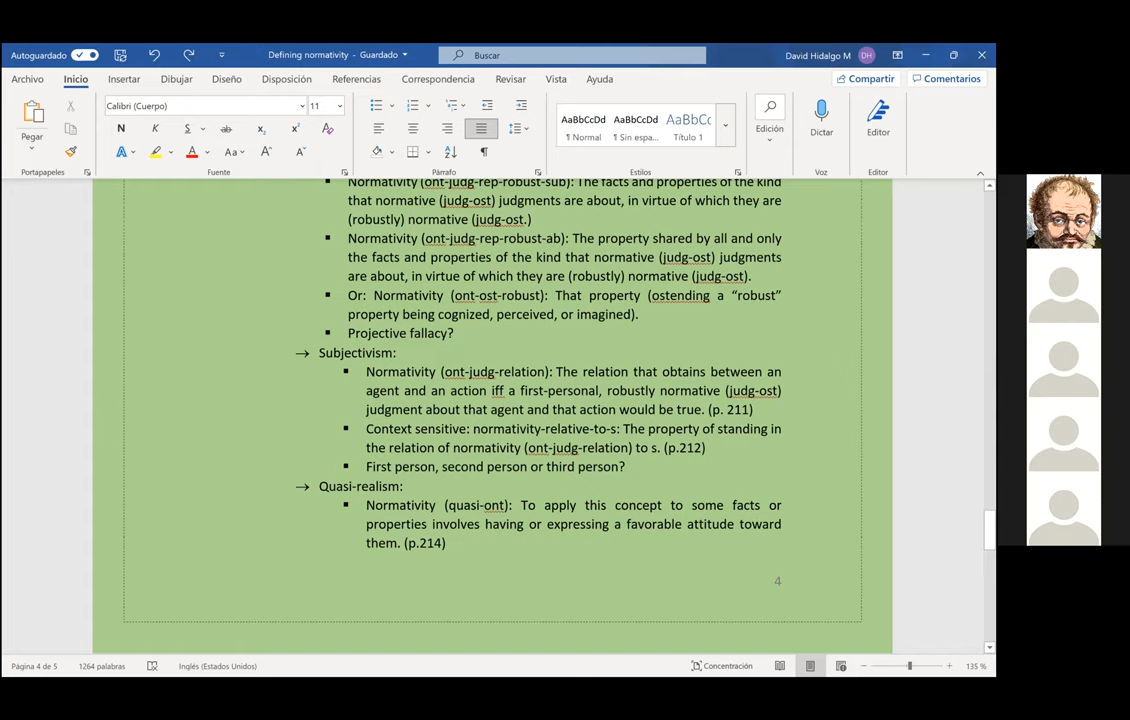 Autoguardado
Defining normativity - Guardado
Buscar
David Hidalgo M
DH
Archivo
Inicio
Insertar
Dibujar
Diseño
Disposición
Referencias
Correspondencia
Revisar
Vista
Ayuda
Compartir
Comentarios
Pegar
Portapapeles
Calibri (Cuerpo)
11
N K S ab x₂ x² A
A A Aa A A
Fuente
Párrafo
AaBbCcDd AaBbCcDd AaBbCc
¶ Normal ¶ Sin espa... Título 1
Estilos
Edición
Dictar
Voz
Editor
Editor
▪ Normativity (ont-judg-rep-robust-sub): The facts and properties of the kind
that normative (judg-ost) judgments are about, in virtue of which they are
(robustly) normative (judg-ost.)
▪ Normativity (ont-judg-rep-robust-ab): The property shared by all and only
the facts and properties of the kind that normative (judg-ost) judgments
are about, in virtue of which they are (robustly) normative (judg-ost).
▪ Or: Normativity (ont-ost-robust): That property (ostending a “robust”
property being cognized, perceived, or imagined).
▪ Projective fallacy?
→ Subjectivism:
▪ Normativity (ont-judg-relation): The relation that obtains between an
agent and an action iff a first-personal, robustly normative (judg-ost)
judgment about that agent and that action would be true. (p. 211)
▪ Context sensitive: normativity-relative-to-s: The property of standing in
the relation of normativity (ont-judg-relation) to s. (p.212)
▪ First person, second person or third person?
→ Quasi-realism:
▪ Normativity (quasi-ont): To apply this concept to some facts or
properties involves having or expressing a favorable attitude toward
them. (p.214)
4
Página 4 de 5
1264 palabras
Inglés (Estados Unidos)
Concentración
135 %